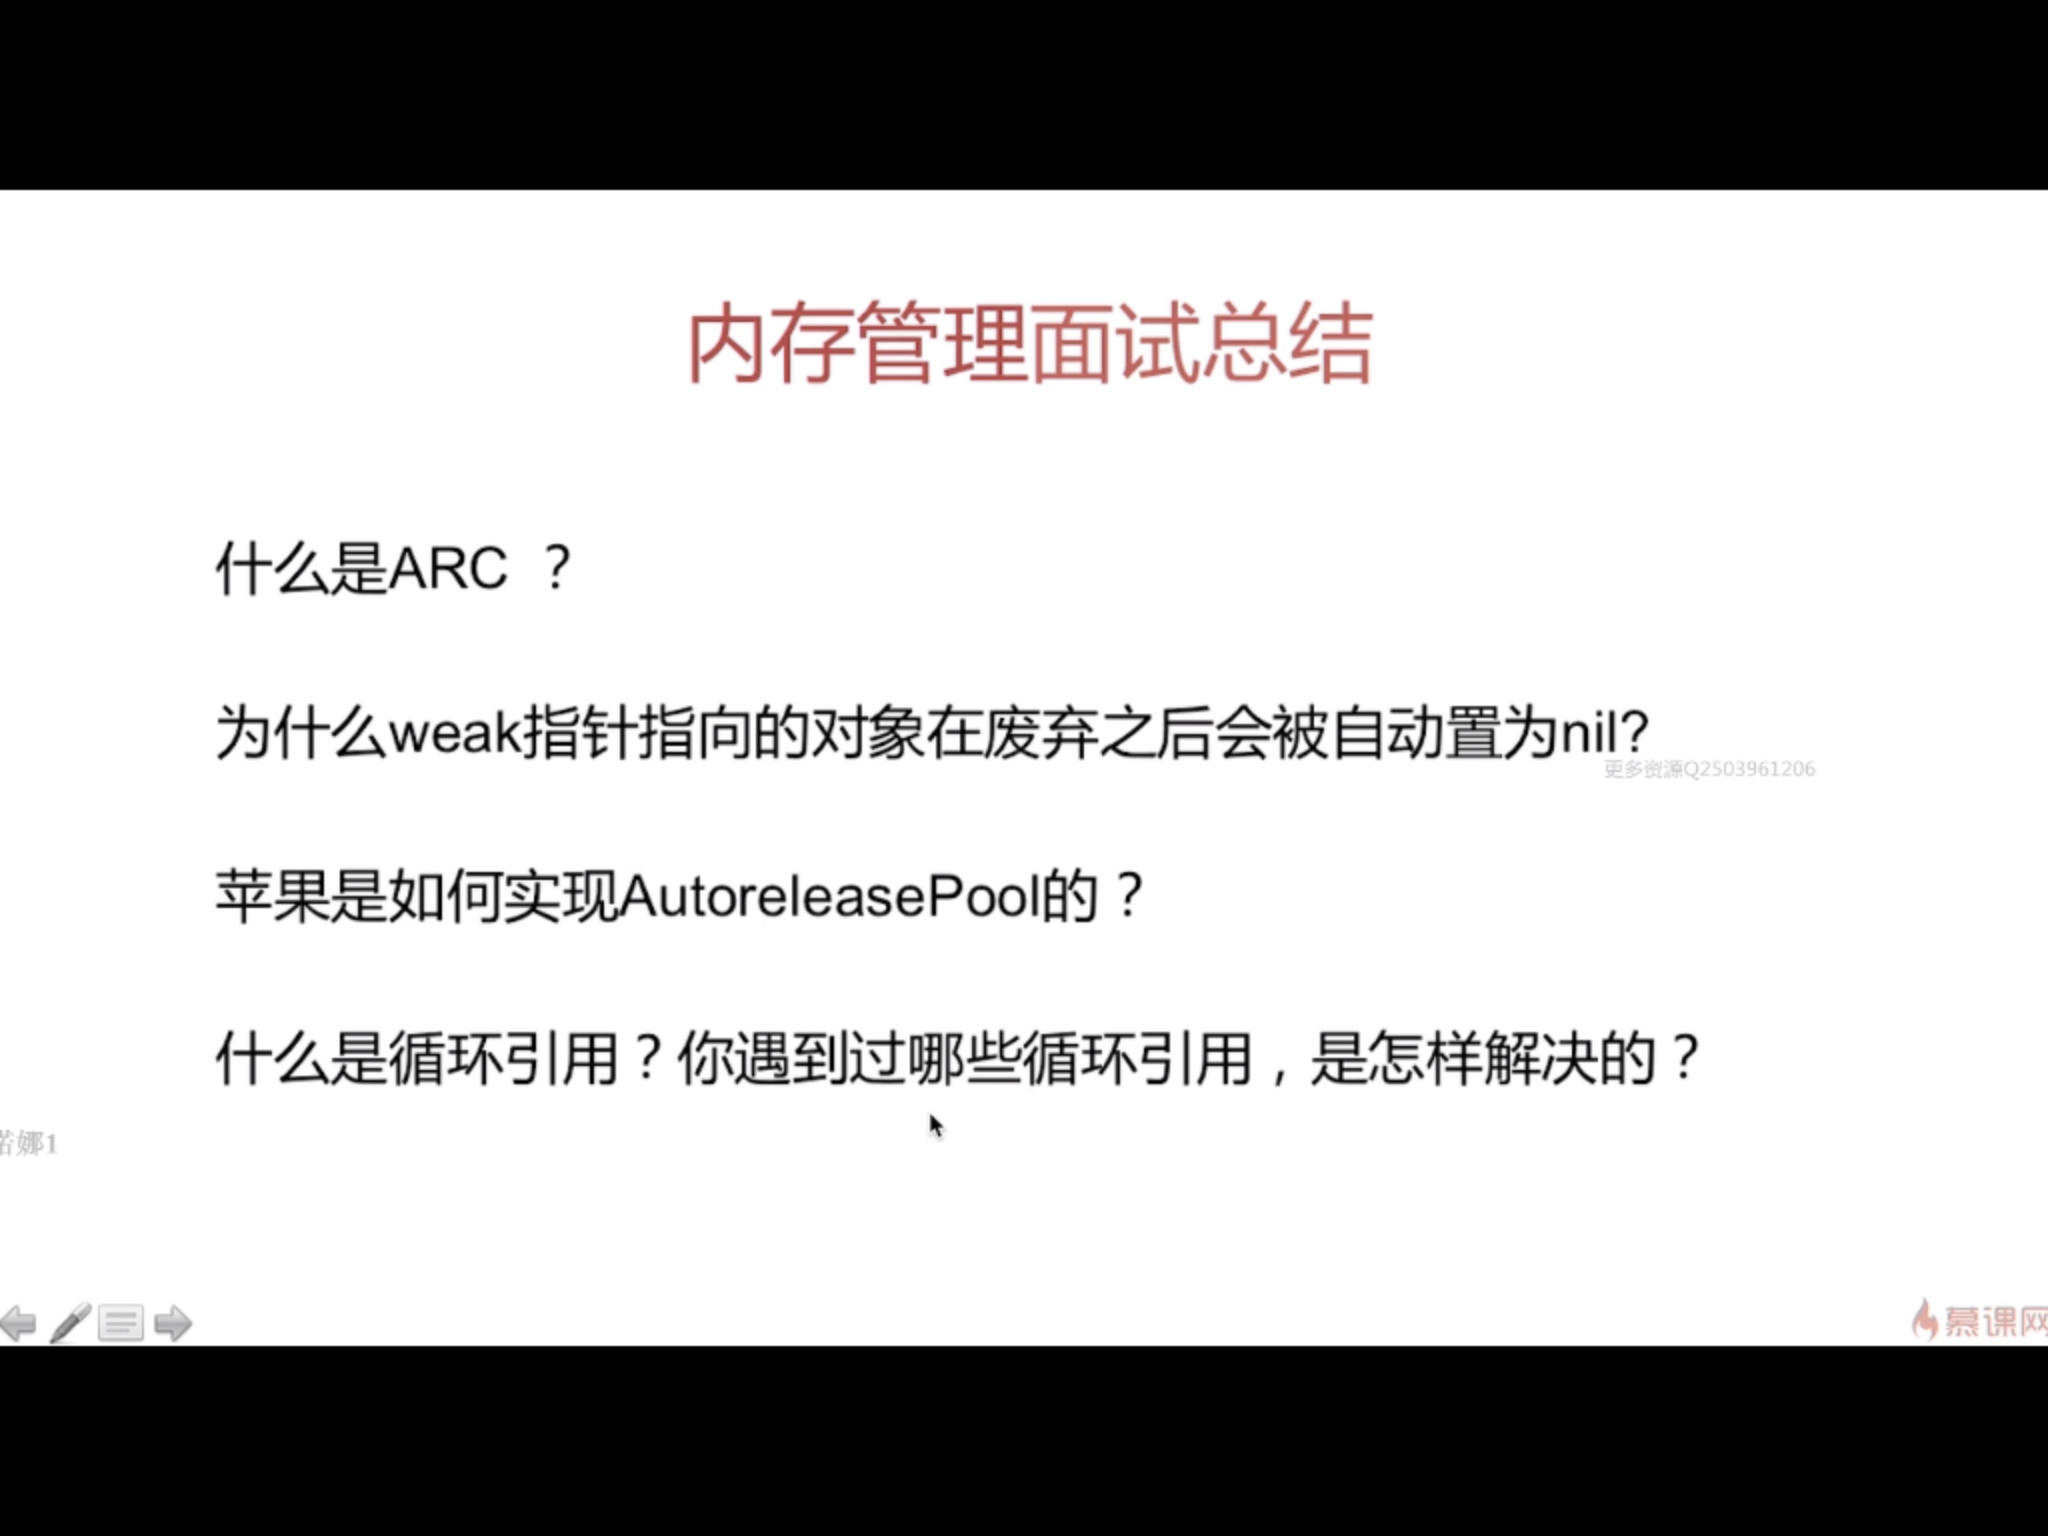 内存管理面试总结
什么是ARC ？
为什么weak指针指向的对象在废弃之后会被自动置为nil?
更多资源Q2503961206
苹果是如何实现AutoreleasePool的？
什么是循环引用？你遇到过哪些循环引用，是怎样解决的？
娜1
慕课网